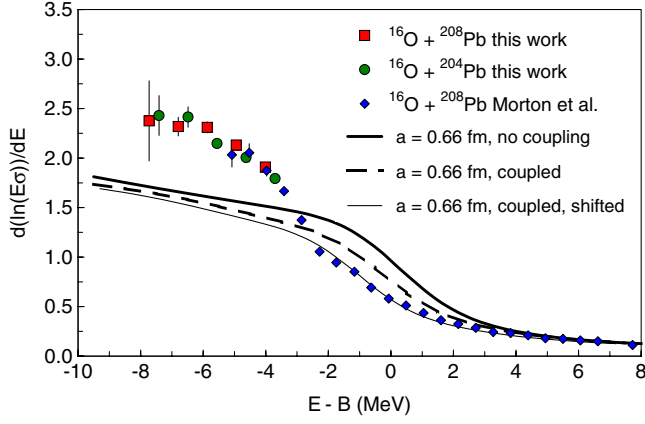 3.5
3.0
2.5
2.0
1.5
1.0
0.5
0.0
d(ln(Eσ))/dE
¹⁶O + ²⁰⁸Pb this work
¹⁶O + ²⁰⁴Pb this work
¹⁶O + ²⁰⁸Pb Morton et al.
a = 0.66 fm, no coupling
a = 0.66 fm, coupled
a = 0.66 fm, coupled, shifted
-10 -8 -6 -4 -2 0 2 4 6 8
E - B (MeV)